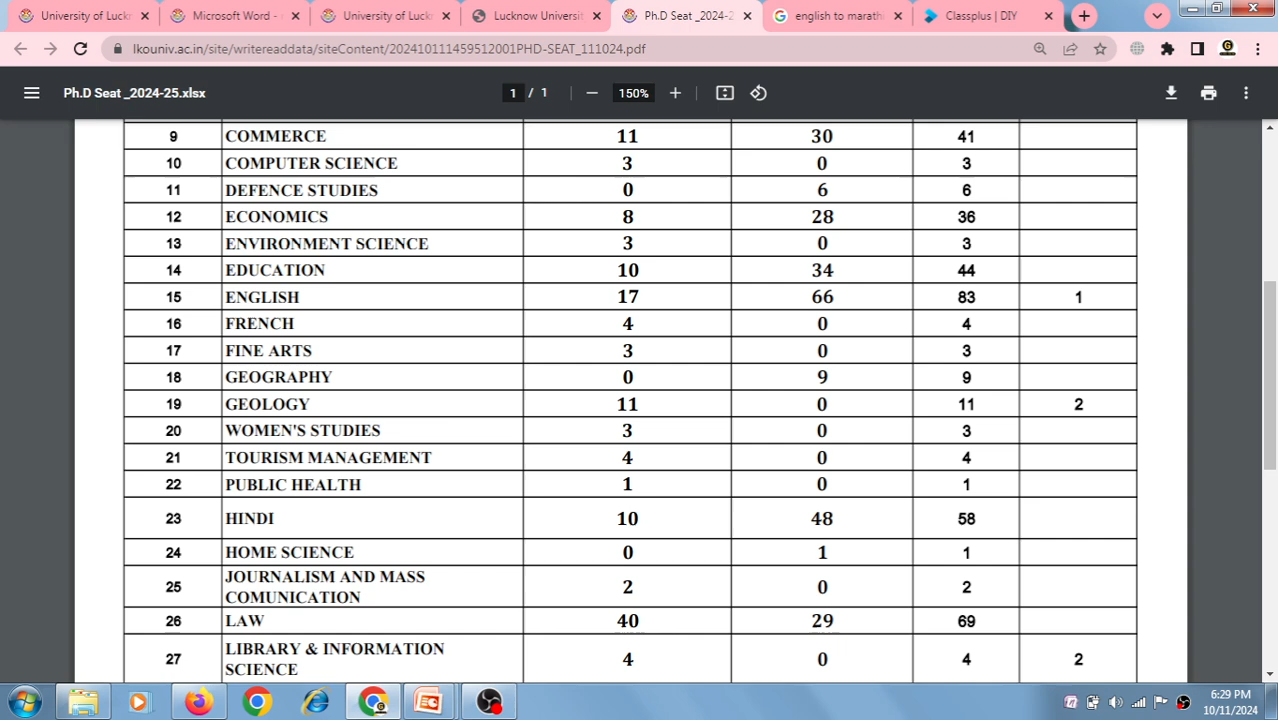 University of Luckn
Microsoft Word -
University of Luckn
Lucknow Universit
Ph.D Seat _2024-2
english to marath
Classplus | DIY
lkouniv.ac.in/site/writereaddata/siteContent/202410111459512001PHD-SEAT_111024.pdf
Ph.D Seat _2024-25.xlsx
1 / 1
150%
9 COMMERCE 11 30 41
10 COMPUTER SCIENCE 3 0 3
11 DEFENCE STUDIES 0 6 6
12 ECONOMICS 8 28 36
13 ENVIRONMENT SCIENCE 3 0 3
14 EDUCATION 10 34 44
15 ENGLISH 17 66 83 1
16 FRENCH 4 0 4
17 FINE ARTS 3 0 3
18 GEOGRAPHY 0 9 9
19 GEOLOGY 11 0 11 2
20 WOMEN'S STUDIES 3 0 3
21 TOURISM MANAGEMENT 4 0 4
22 PUBLIC HEALTH 1 0 1
23 HINDI 10 48 58
24 HOME SCIENCE 0 1 1
25 JOURNALISM AND MASS
COMUNICATION 2 0 2
26 LAW 40 29 69
27 LIBRARY & INFORMATION
SCIENCE 4 0 4 2
6:29 PM
10/11/2024